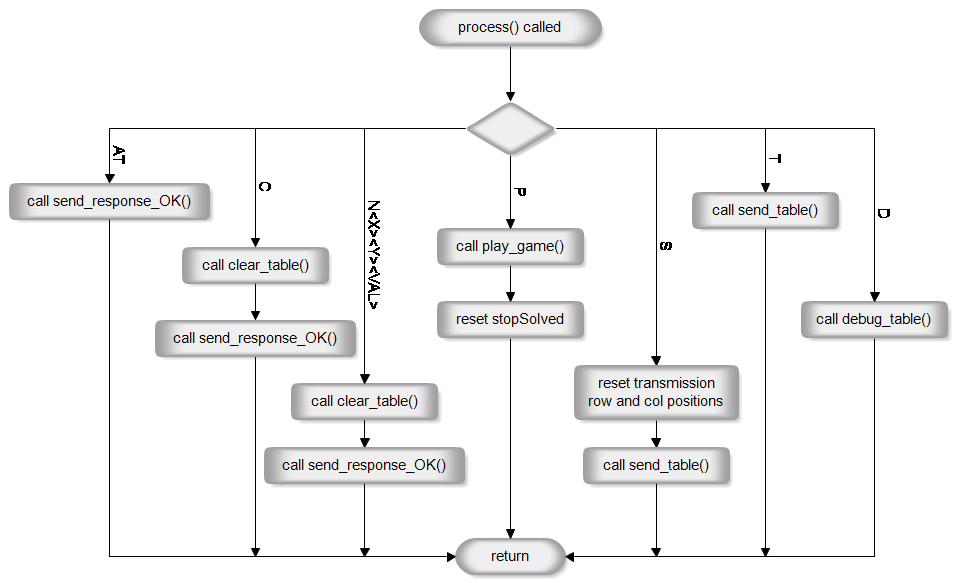 process() called
AT
C
N<X><Y><VAL>
P
S
T
D
call send_response_OK()
call send_table()
call play_game()
call clear_table()
reset stopSolved
call debug_table()
call send_response_OK()
reset transmission
row and col positions
call clear_table()
call send_response_OK()
call send_table()
return